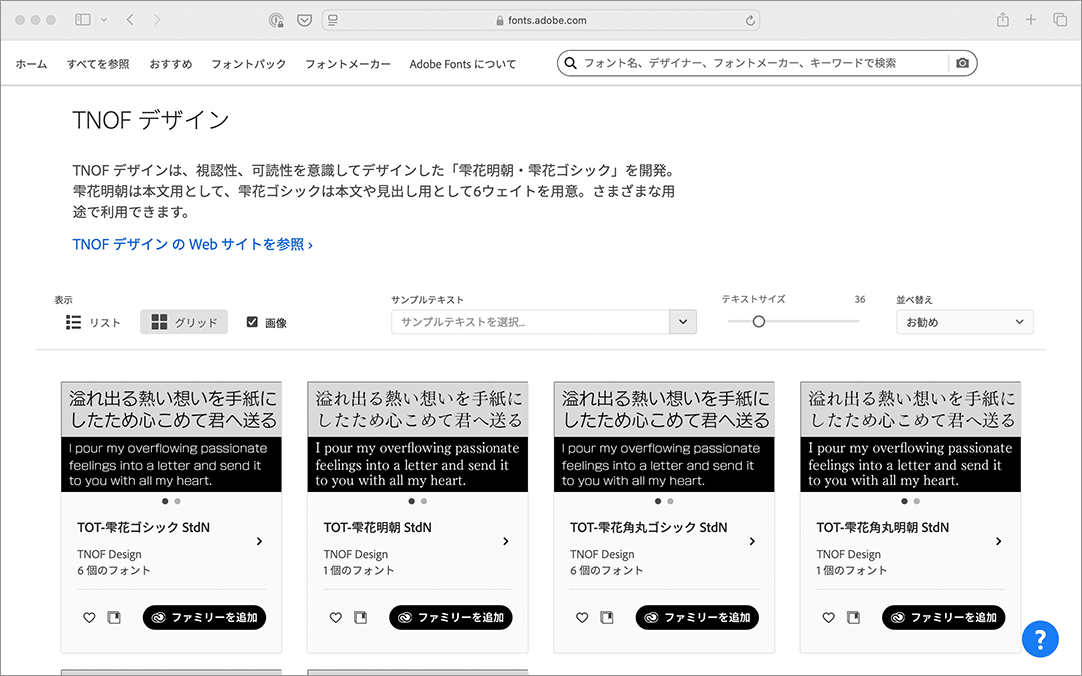 fonts.adobe.com
ホーム すべてを参照 おすすめ フォントパック フォントメーカー Adobe Fonts について フォント名、デザイナー、フォントメーカー、キーワードで検索
TNOF デザイン
TNOF デザインは、視認性、可読性を意識してデザインした「雫花明朝・雫花ゴシック」を開発。
雫花明朝は本文用として、雫花ゴシックは本文や見出し用として6ウェイトを用意。さまざまな用
途で利用できます。
TNOF デザイン の Web サイトを参照 ›
表示 サンプルテキスト テキストサイズ 36 並べ替え
リスト グリッド 画像 サンプルテキストを選択... お勧め
溢れ出る熱い想いを手紙に
したため心こめて君へ送る
I pour my overflowing passionate
feelings into a letter and send it
to you with all my heart.
TOT-雫花ゴシック StdN
TNOF Design
6 個のフォント
ファミリーを追加
溢れ出る熱い想いを手紙に
したため心こめて君へ送る
I pour my overflowing passionate
feelings into a letter and send it
to you with all my heart.
TOT-雫花明朝 StdN
TNOF Design
1 個のフォント
ファミリーを追加
溢れ出る熱い想いを手紙に
したため心こめて君へ送る
I pour my overflowing passionate
feelings into a letter and send it
to you with all my heart.
TOT-雫花角丸ゴシック StdN
TNOF Design
6 個のフォント
ファミリーを追加
溢れ出る熱い想いを手紙に
したため心こめて君へ送る
I pour my overflowing passionate
feelings into a letter and send it
to you with all my heart.
TOT-雫花角丸明朝 StdN
TNOF Design
1 個のフォント
ファミリーを追加
?